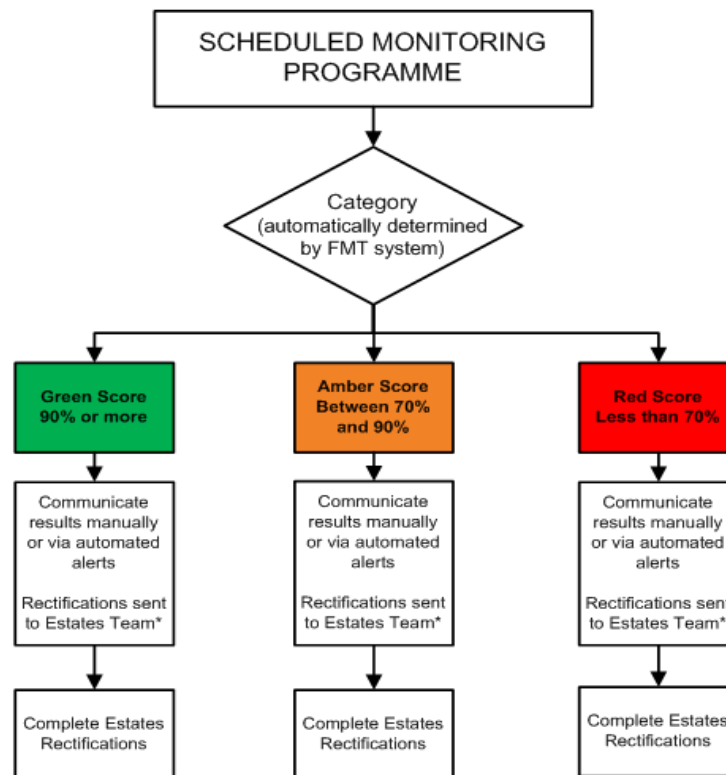 SCHEDULED MONITORING
PROGRAMME
Category
(automatically determined
by FMT system)
Green Score
90% or more
Amber Score
Between 70%
and 90%
Red Score
Less than 70%
Communicate
results manually
or via automated
alerts
Rectifications sent
to Estates Team*
Communicate
results manually
or via automated
alerts
Rectifications sent
to Estates Team*
Communicate
results manually
or via automated
alerts
Rectifications sent
to Estates Team*
Complete Estates
Rectifications
Complete Estates
Rectifications
Complete Estates
Rectifications